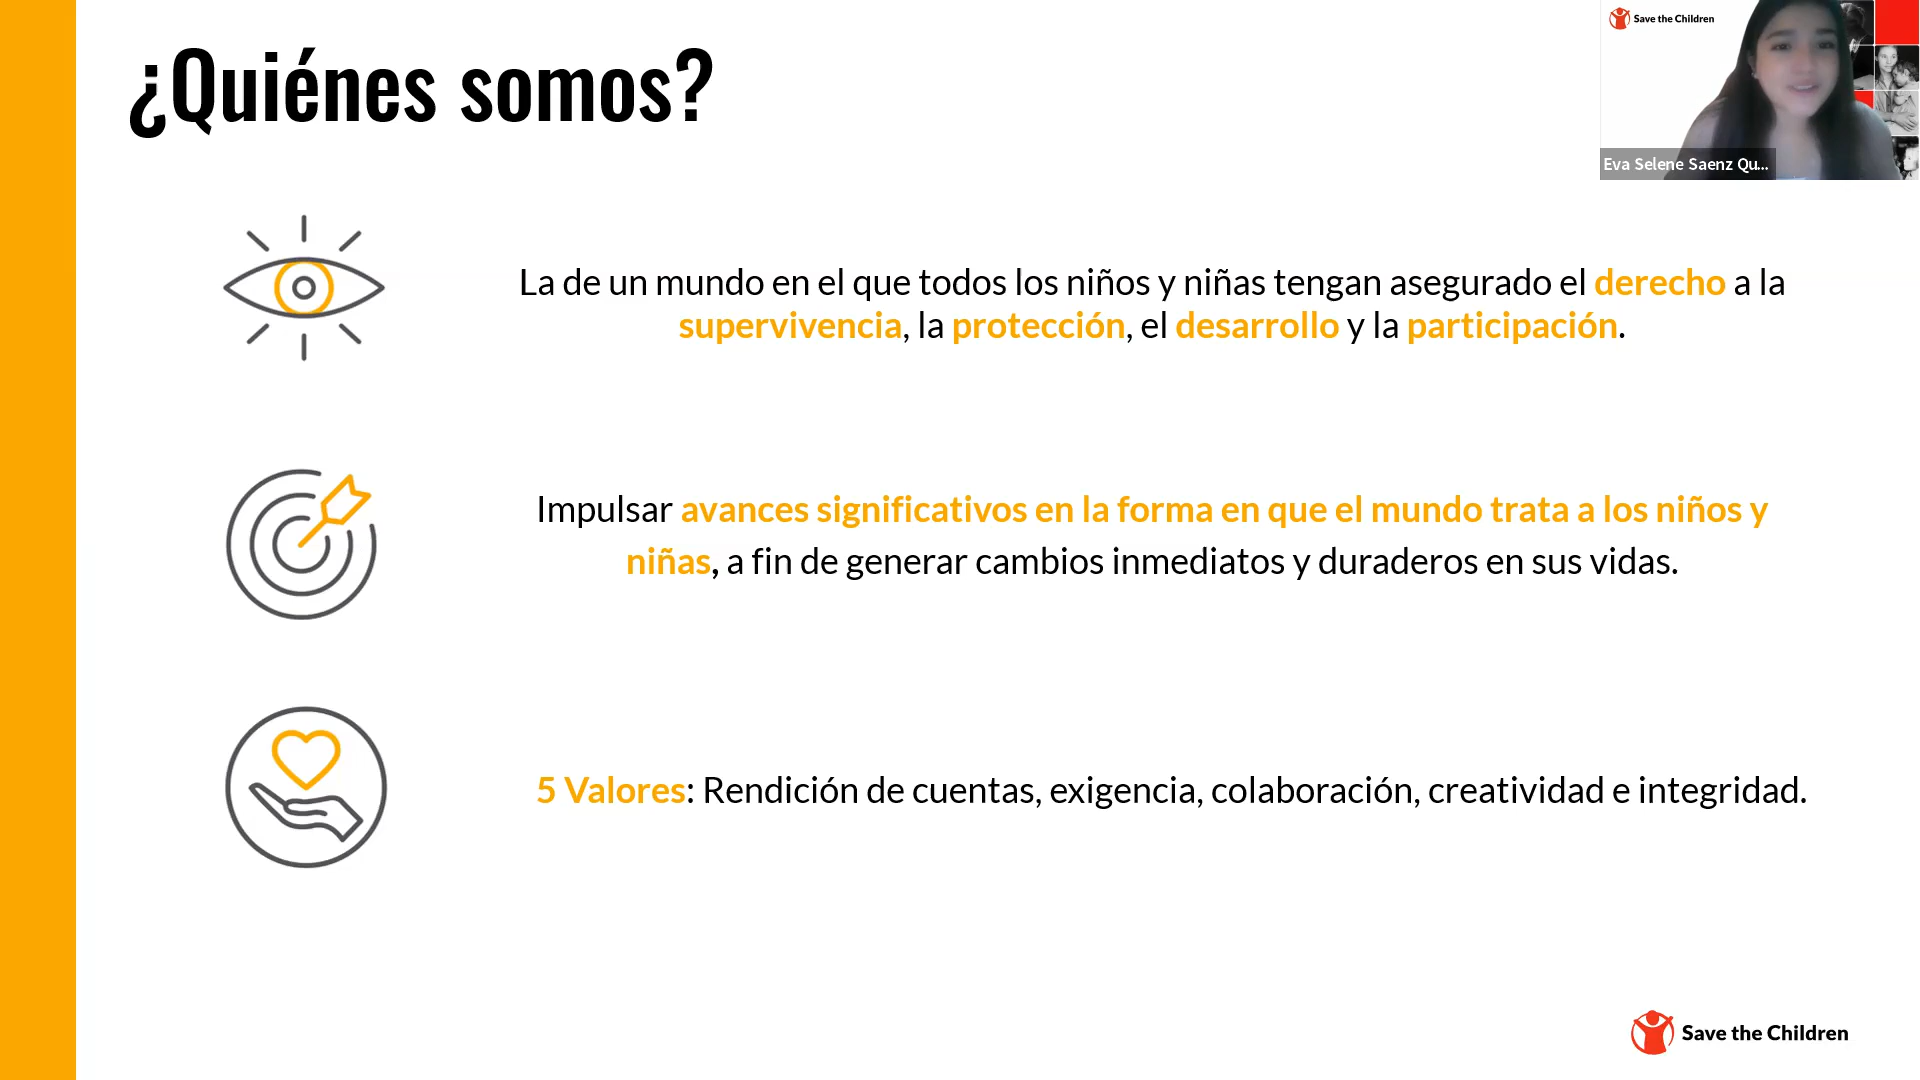 ¿Quiénes somos?
Save the Children
Eva Selene Saenz Qu...
La de un mundo en el que todos los niños y niñas tengan asegurado el derecho a la
supervivencia, la protección, el desarrollo y la participación.
Impulsar avances significativos en la forma en que el mundo trata a los niños y
niñas, a fin de generar cambios inmediatos y duraderos en sus vidas.
5 Valores: Rendición de cuentas, exigencia, colaboración, creatividad e integridad.
Save the Children